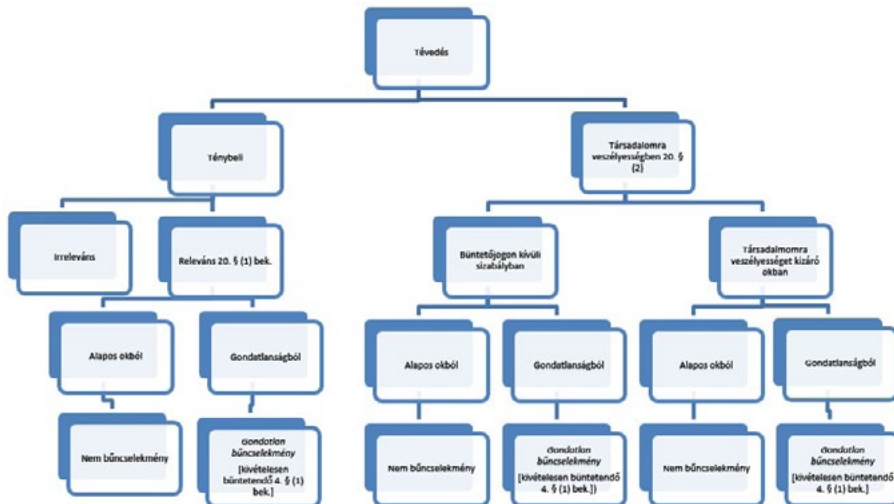 Tévedés
Ténybeli
Társadalomra
veszélyességben 20. §
(2)
Irreleváns
Releváns 20. § (1) bek.
Büntetőjogon kívüli
szabályban
Társadalmomra
veszélyességet kizáró
okban
Alapos okból
Gondatlanságból
Alapos okból
Gondatlanságból
Alapos okból
Gondatlanságból
Nem bűncselekmény
Gondatlan
bűncselekmény
[kivételesen
büntetendő 4. § (1)
bek.]
Nem bűncselekmény
Gondatlan
bűncselekmény
[kivételesen büntetendő
4. § (1) bek.])
Nem bűncselekmény
Gondatlan
bűncselekmény
[kivételesen büntetendő
4. § (1) bek.]